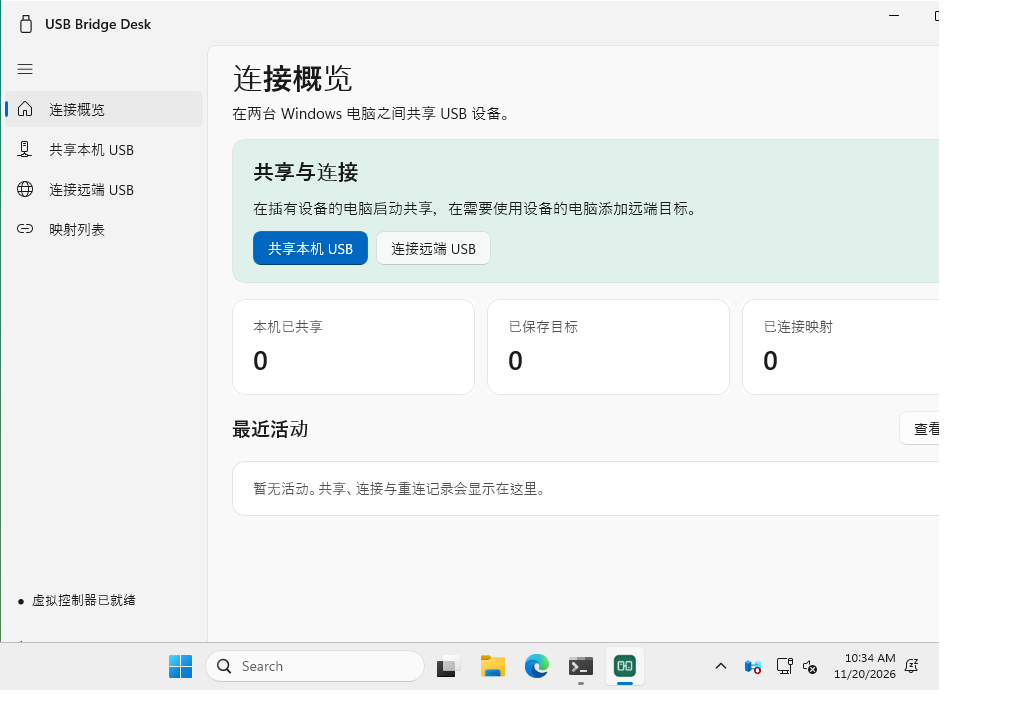 USB Bridge Desk
连接概览
共享本机 USB
连接远端 USB
映射列表
虚拟控制器已就绪
连接概览
在两台 Windows 电脑之间共享 USB 设备。
共享与连接
在插有设备的电脑启动共享，在需要使用设备的电脑添加远端目标。
共享本机 USB
连接远端 USB
本机已共享
0
已保存目标
0
已连接映射
0
最近活动
查看
暂无活动。共享、连接与重连记录会显示在这里。
Search
10:34 AM
11/20/2026